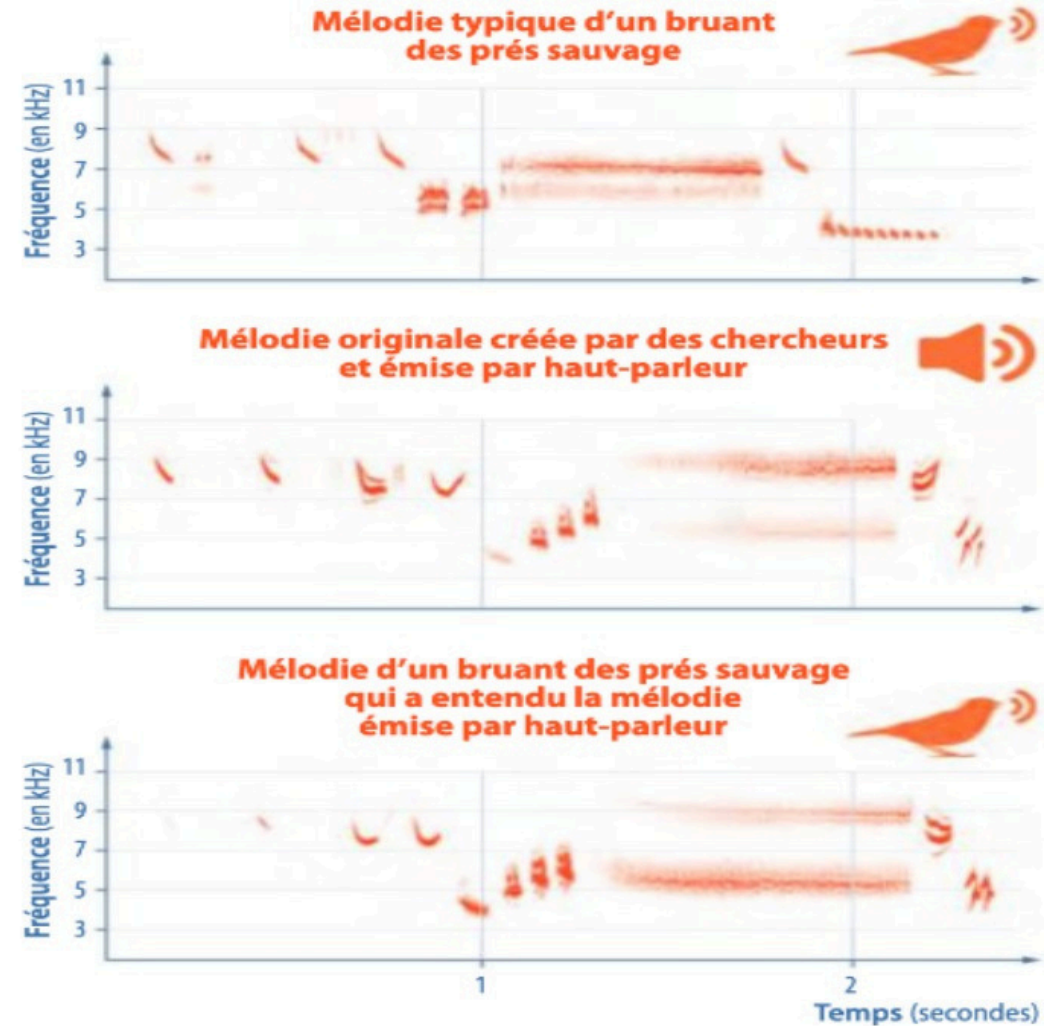 Mélodie typique d'un bruant
des prés sauvage
Fréquence (en kHz)
11
9
7
5
3
Mélodie originale créée par des chercheurs
et émise par haut-parleur
Fréquence (en kHz)
11
9
7
5
3
Mélodie d'un bruant des prés sauvage
qui a entendu la mélodie
émise par haut-parleur
Fréquence (en kHz)
11
9
7
5
3
1
2
Temps (secondes)